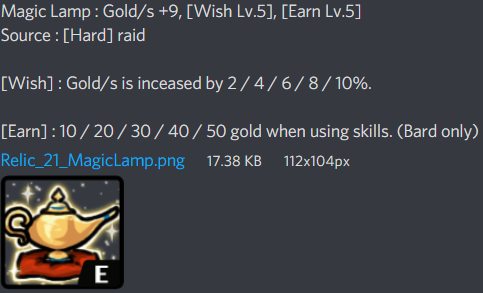 Magic Lamp : Gold/s +9, [Wish Lv.5], [Earn Lv.5]
Source : [Hard] raid
[Wish] : Gold/s is inceased by 2 / 4 / 6 / 8 / 10%.
[Earn] : 10 / 20 / 30 / 40 / 50 gold when using skills. (Bard only)
Relic_21_MagicLamp.png 17.38 KB 112x104px
E